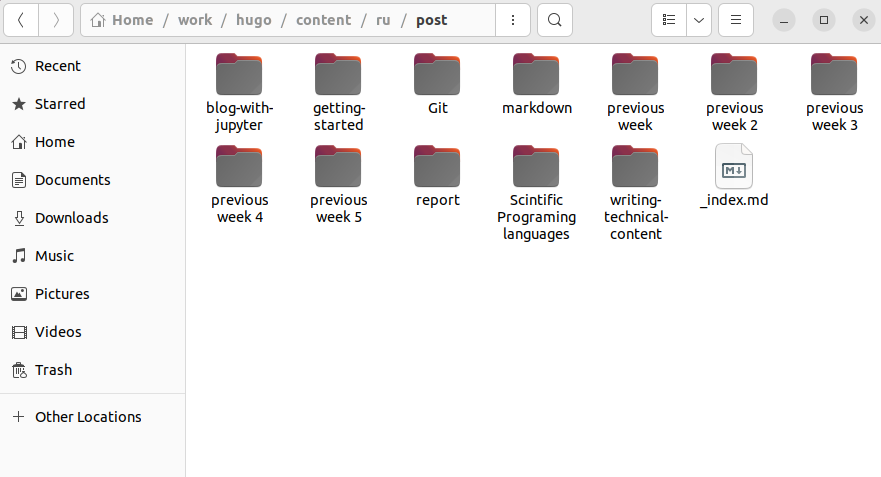 Home / work / hugo / content / ru / post
Recent
Starred
Home
Documents
Downloads
Music
Pictures
Videos
Trash
Other Locations
blog-with-
jupyter
getting-
started
Git
markdown
previous
week
previous
week 2
previous
week 3
previous
week 4
previous
week 5
report
Scintific
Programing
languages
writing-
technical-
content
_index.md